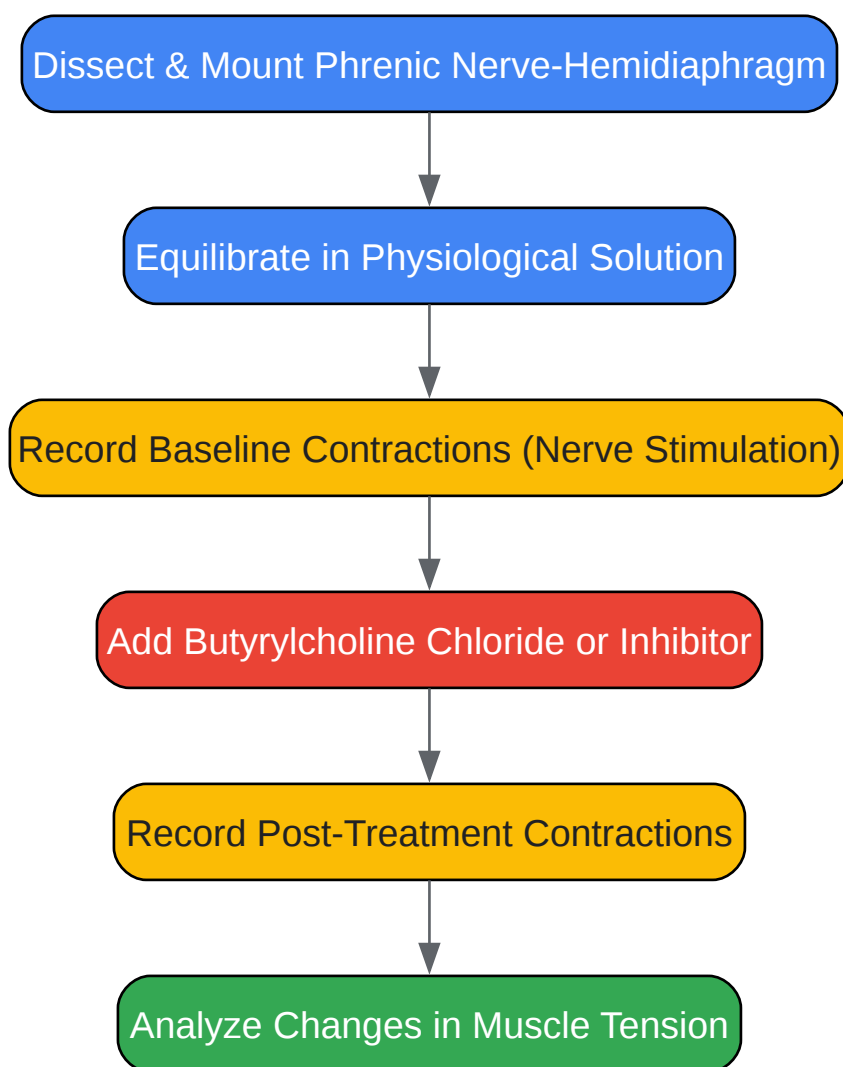 Dissect & Mount Phrenic Nerve-Hemidiaphragm
Equilibrate in Physiological Solution
Record Baseline Contractions (Nerve Stimulation)
Add Butyrylcholine Chloride or Inhibitor
Record Post-Treatment Contractions
Analyze Changes in Muscle Tension